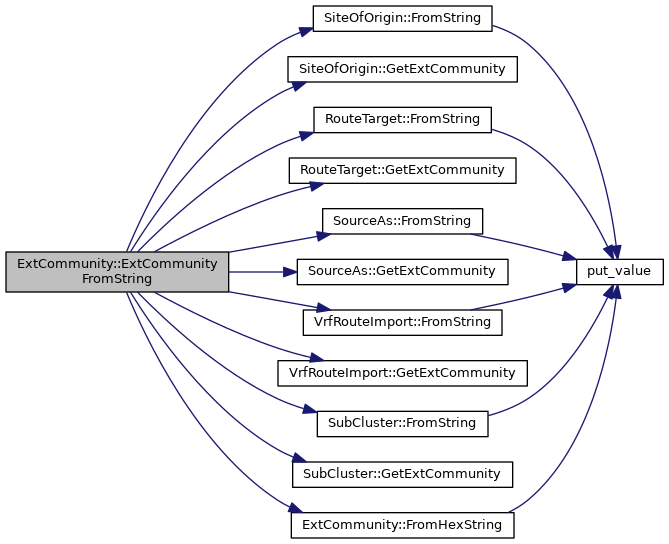 SiteOfOrigin::FromString
SiteOfOrigin::GetExtCommunity
RouteTarget::FromString
RouteTarget::GetExtCommunity
SourceAs::FromString
ExtCommunity::ExtCommunity
FromString
SourceAs::GetExtCommunity
put_value
VrfRouteImport::FromString
VrfRouteImport::GetExtCommunity
SubCluster::FromString
SubCluster::GetExtCommunity
ExtCommunity::FromHexString